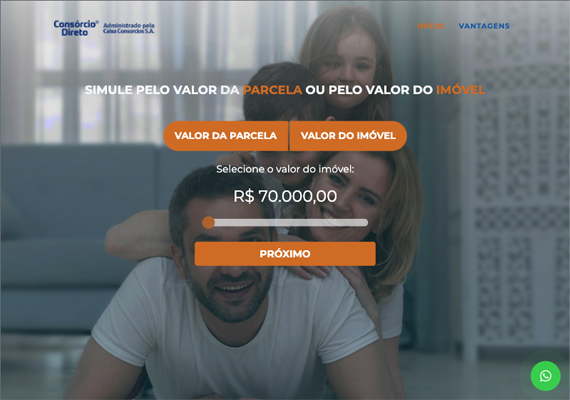 Consórcio®
Direto
Administrado pela
Caixa Consórcios S.A.
VANTAGENS
SIMULE PELO VALOR DA PARCELA OU PELO VALOR DO IMÓVEL
VALOR DA PARCELA
VALOR DO IMÓVEL
Selecione o valor do imóvel:
R$ 70.000,00
PRÓXIMO